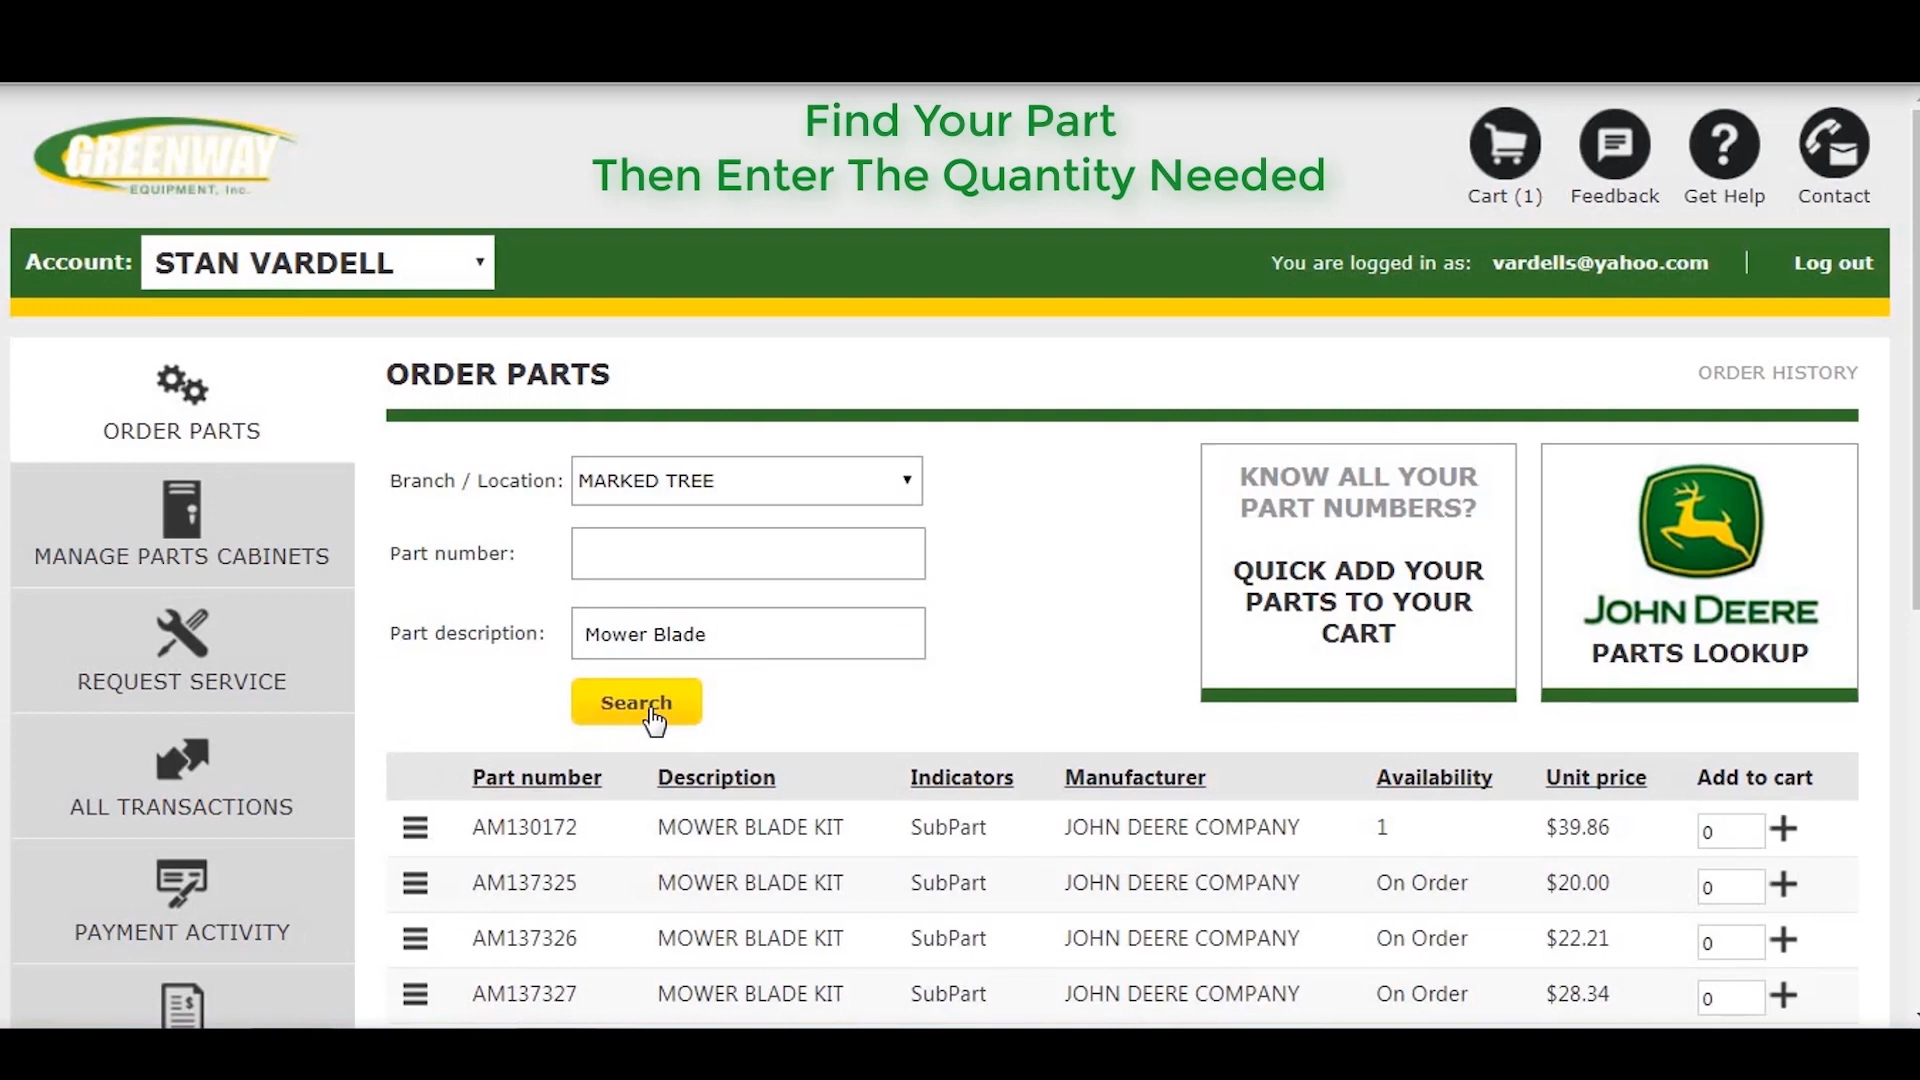 Find Your Part
Then Enter The Quantity Needed
GREENWAY
EQUIPMENT, Inc.
Cart (1)
Feedback
Get Help
Contact
Account:
STAN VARDELL
You are logged in as: vardells@yahoo.com
Log out
ORDER PARTS
MANAGE PARTS CABINETS
REQUEST SERVICE
ALL TRANSACTIONS
PAYMENT ACTIVITY
ORDER PARTS
ORDER HISTORY
Branch / Location: MARKED TREE
Part number:
Part description: Mower Blade
Search
KNOW ALL YOUR
PART NUMBERS?
QUICK ADD YOUR
PARTS TO YOUR
CART
JOHN DEERE
PARTS LOOKUP
Part number Description Indicators Manufacturer Availability Unit price Add to cart
AM130172 MOWER BLADE KIT SubPart JOHN DEERE COMPANY 1 $39.86 0
AM137325 MOWER BLADE KIT SubPart JOHN DEERE COMPANY On Order $20.00 0
AM137326 MOWER BLADE KIT SubPart JOHN DEERE COMPANY On Order $22.21 0
AM137327 MOWER BLADE KIT SubPart JOHN DEERE COMPANY On Order $28.34 0